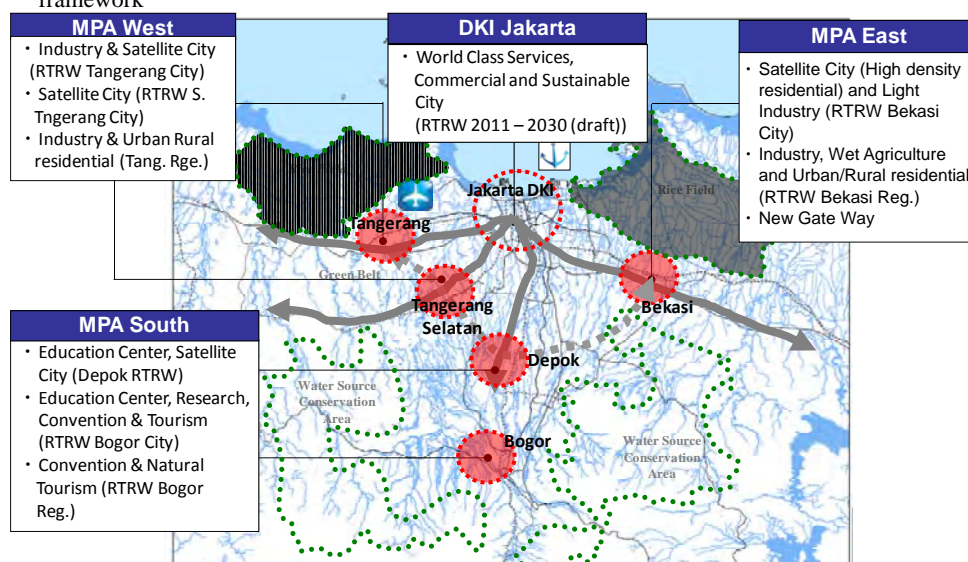 framework
MPA West
· Industry & Satellite City
(RTRW Tangerang City)
· Satellite City (RTRW S.
Tngerang City)
· Industry & Urban Rural
residential (Tang. Rge.)
DKI Jakarta
· World Class Services,
Commercial and Sustainable
City
(RTRW 2011 – 2030 (draft))
MPA East
· Satellite City (High density
residential) and Light
Industry (RTRW Bekasi
City)
· Industry, Wet Agriculture
and Urban/Rural residential
(RTRW Bekasi Reg.)
· New Gate Way
Jakarta DKI
Rice Field
Tangerang
Green Belt
Tangerang
Selatan
Bekasi
Depok
MPA South
· Education Center, Satellite
City (Depok RTRW)
· Education Center, Research,
Convention & Tourism
(RTRW Bogor City)
· Convention & Natural
Tourism (RTRW Bogor
Reg.)
Water Source
Conservation
Area
Bogor
Water Source
Conservation
Area